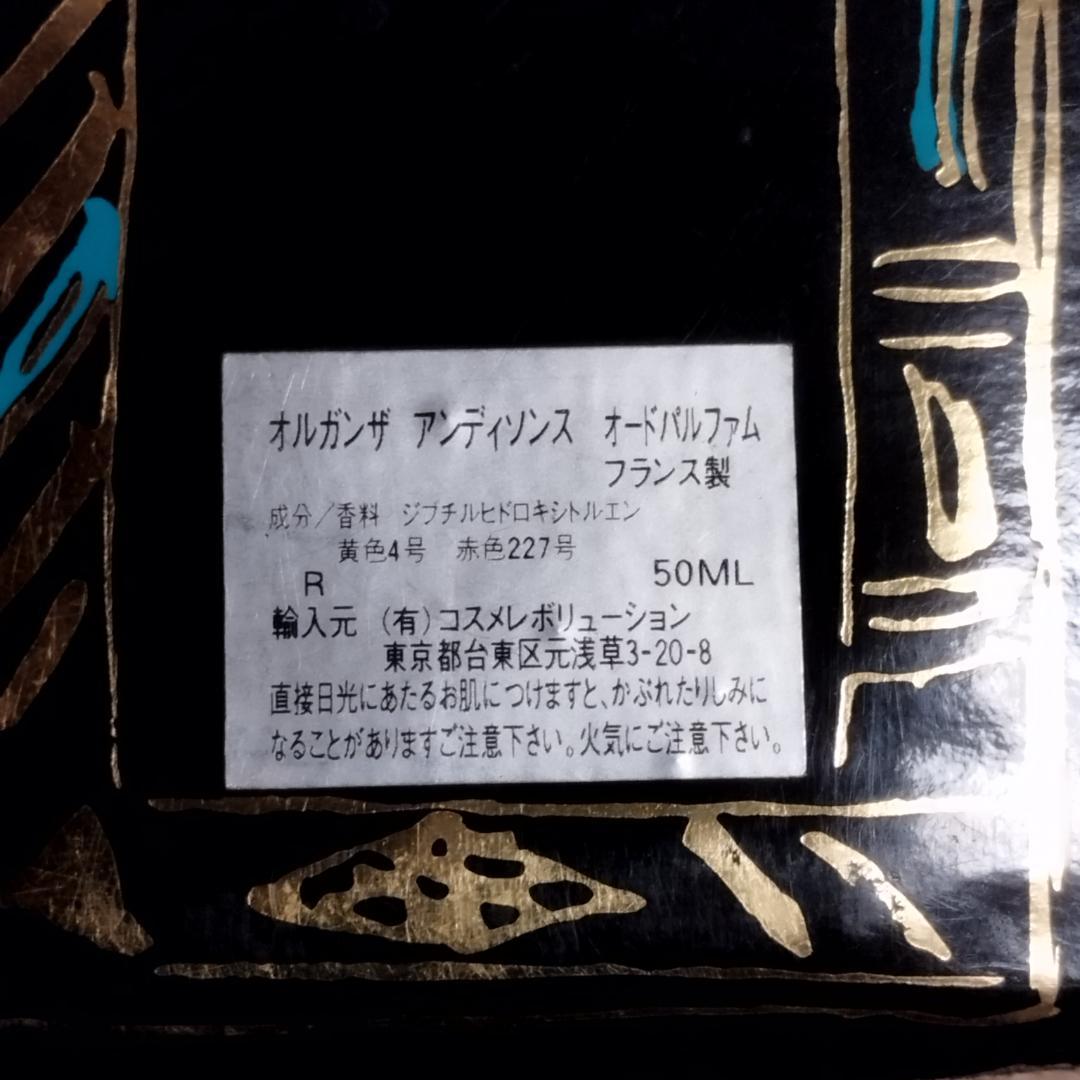 オルガンザ アンディソンス オードパルファム
フランス製
成分/香料 ジブチルヒドロキシトルエン
黄色4号 赤色227号
R 50ML
輸入元 (有)コスメレボリューション
東京都台東区元浅草3-20-8
直接日光にあたるお肌につけますと、かぶれたりしみに
なることがありますご注意下さい。火気にご注意下さい。